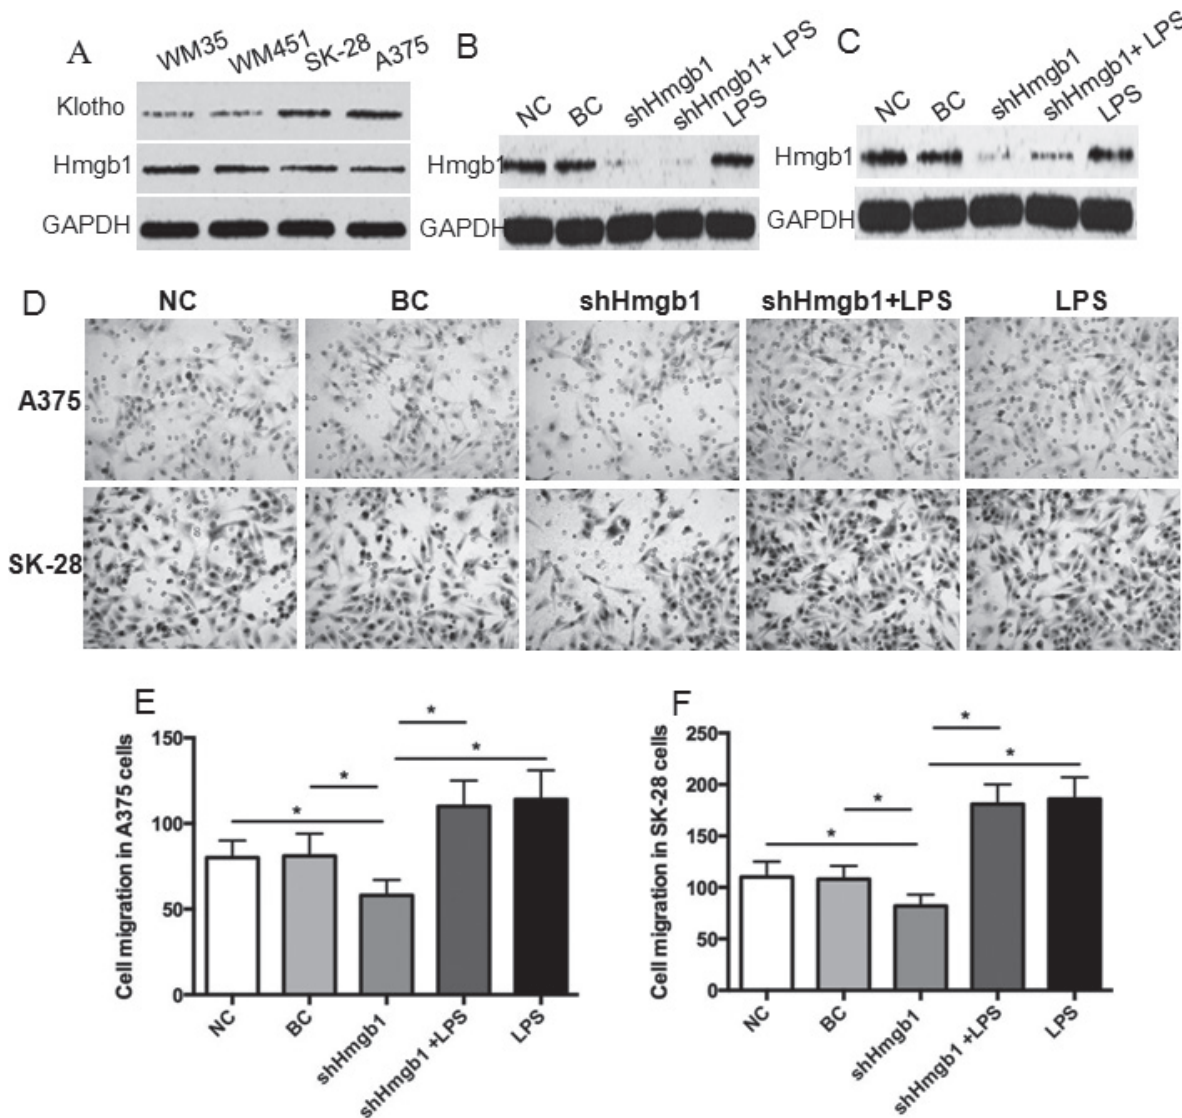 A
WM35 WM451 SK-28 A375
Klotho
Hmgb1
GAPDH
B
NC BC shHmgb1 shHmgb1+ LPS LPS
Hmgb1
GAPDH
C
NC BC shHmgb1 shHmgb1+ LPS LPS
Hmgb1
GAPDH
D NC BC shHmgb1 shHmgb1+LPS LPS
A375
SK-28
E
Cell migration in A375 cells
150
100
50
0
* * * *
NC BC shHmgb1 shHmgb1 +LPS LPS
F
Cell migration in SK-28 cells
250
200
150
100
50
0
* * * *
NC BC shHmgb1 shHmgb1 +LPS LPS